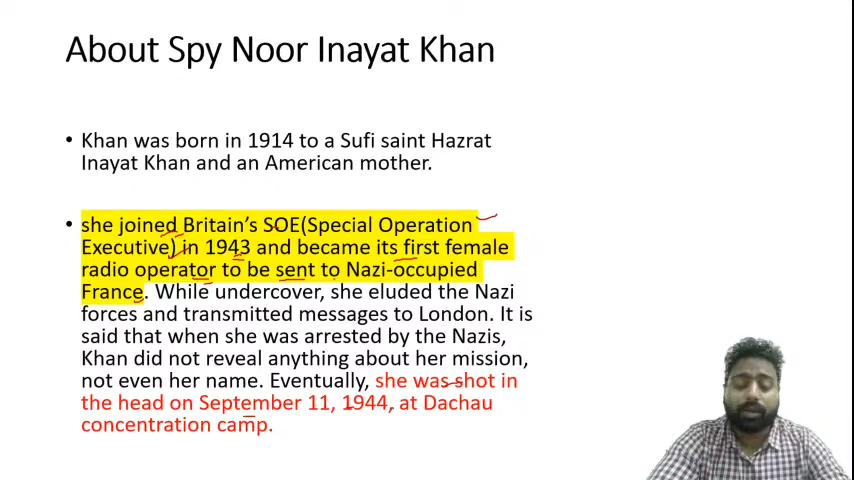 About Spy Noor Inayat Khan
• Khan was born in 1914 to a Sufi saint Hazrat
Inayat Khan and an American mother.
• she joined Britain's SOE(Special Operation
Executive) in 1943 and became its first female
radio operator to be sent to Nazi-occupied
France. While undercover, she eluded the Nazi
forces and transmitted messages to London. It is
said that when she was arrested by the Nazis,
Khan did not reveal anything about her mission,
not even her name. Eventually, she was shot in
the head on September 11, 1944, at Dachau
concentration camp.